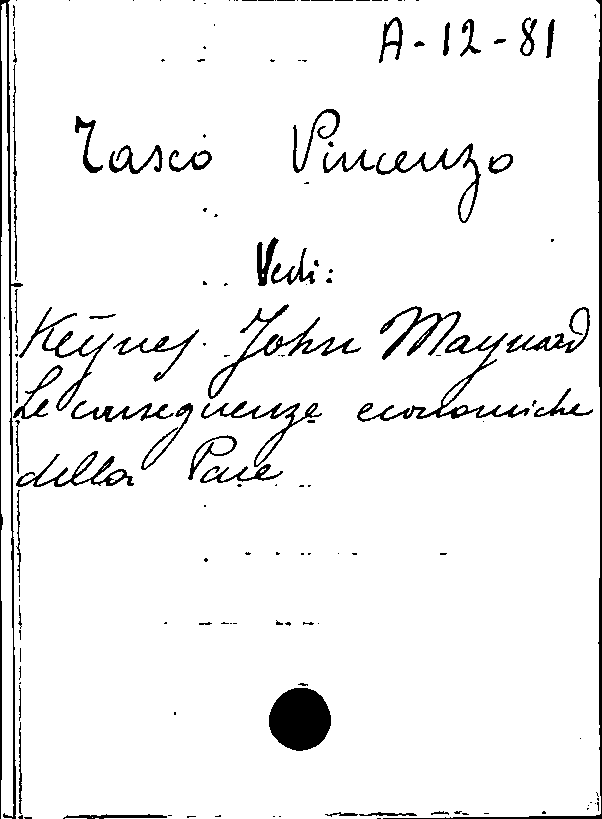 A-12-81
Tasco Vincenzo
Vedi:
Keynes John Maynard
Le conseguenze economiche
della Pace